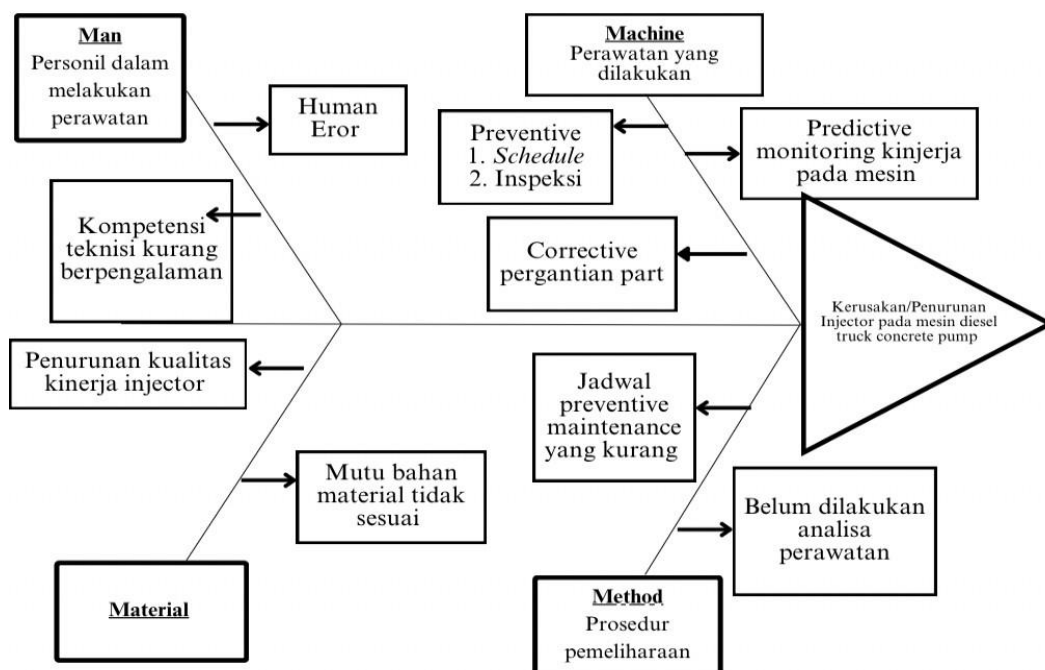 Man
Personil dalam
melakukan
perawatan
Human
Eror
Kompetensi
teknisi kurang
berpengalaman
Machine
Perawatan yang
dilakukan
Preventive
1. Schedule
2. Inspeksi
Predictive
monitoring kinjerja
pada mesin
Corrective
pergantian part
Kerusakan/Penurunan
Injector pada mesin diesel
truck concrete pump
Penurunan kualitas
kinerja injector
Mutu bahan
material tidak
sesuai
Material
Jadwal
preventive
maintenance
yang kurang
Belum dilakukan
analisa
perawatan
Method
Prosedur
pemeliharaan